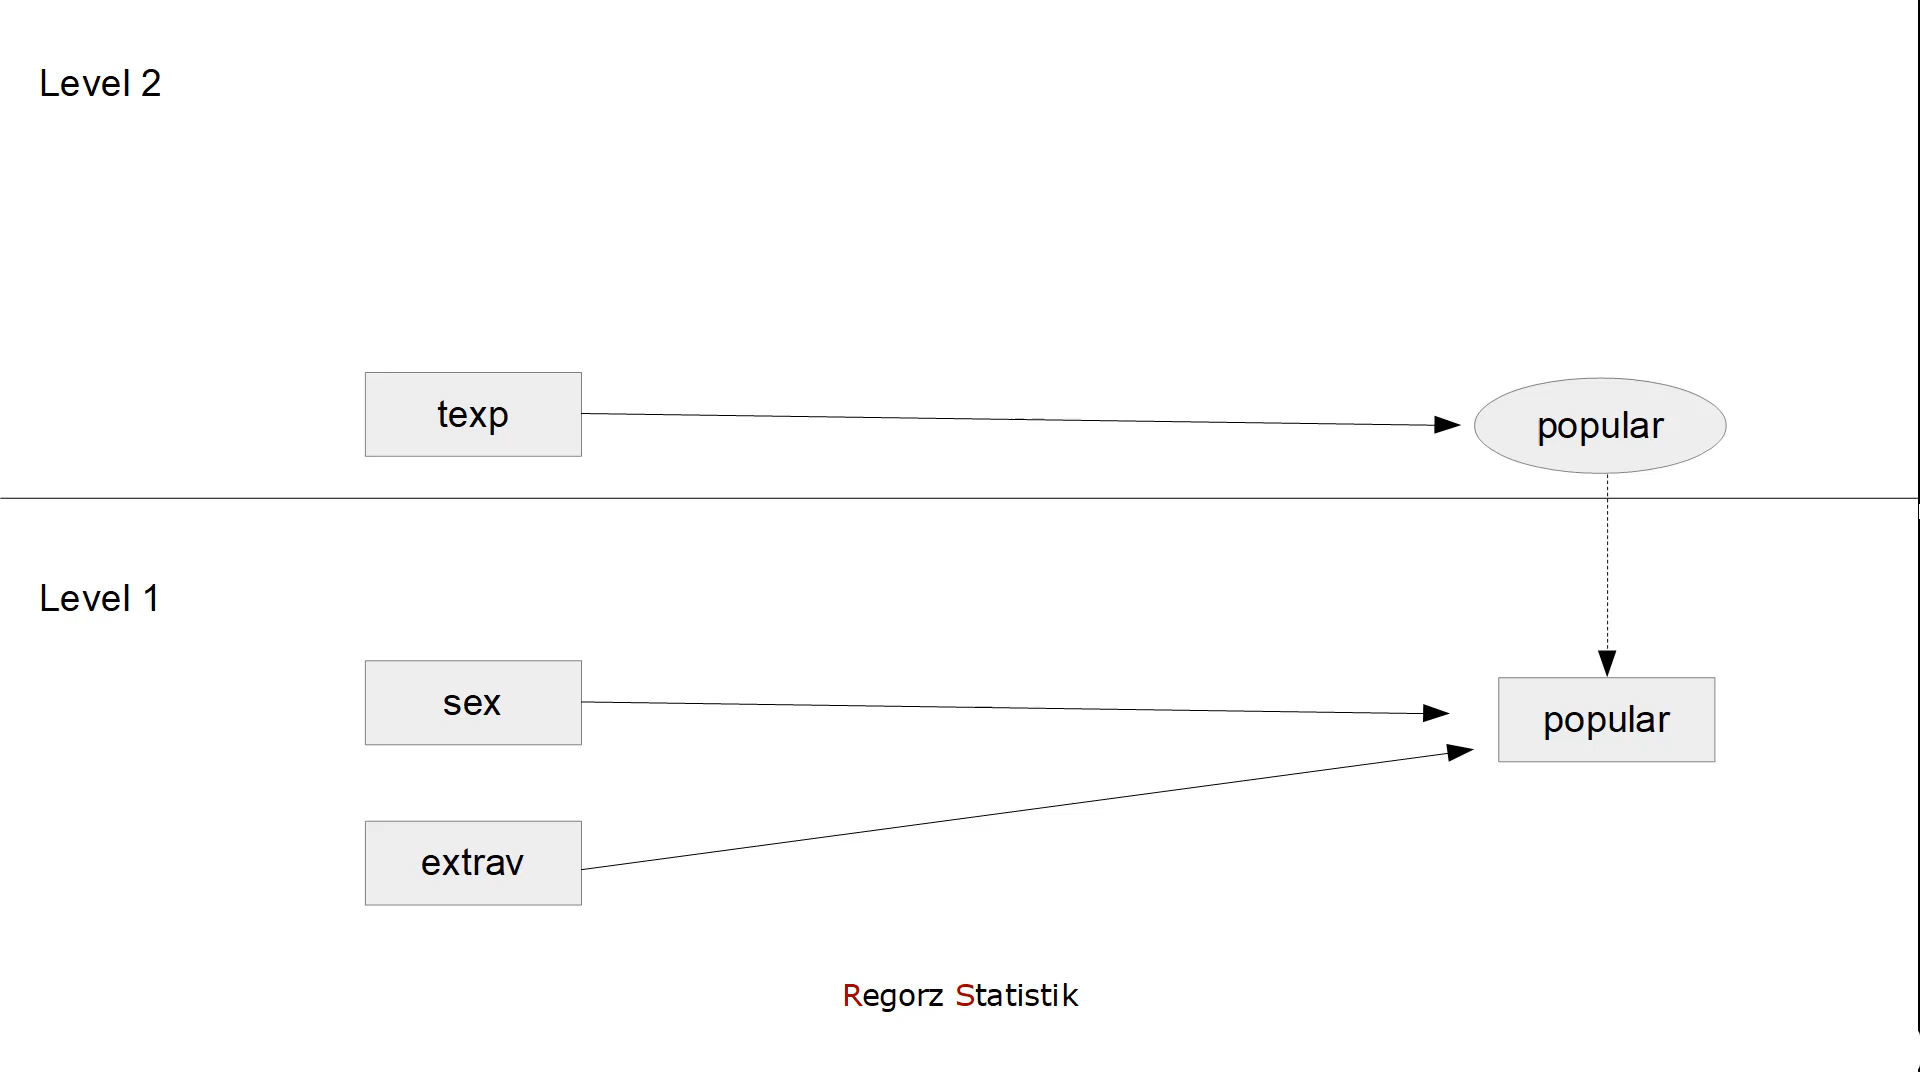 Level 2
texp
popular
Level 1
sex
popular
extrav
Regorz Statistik